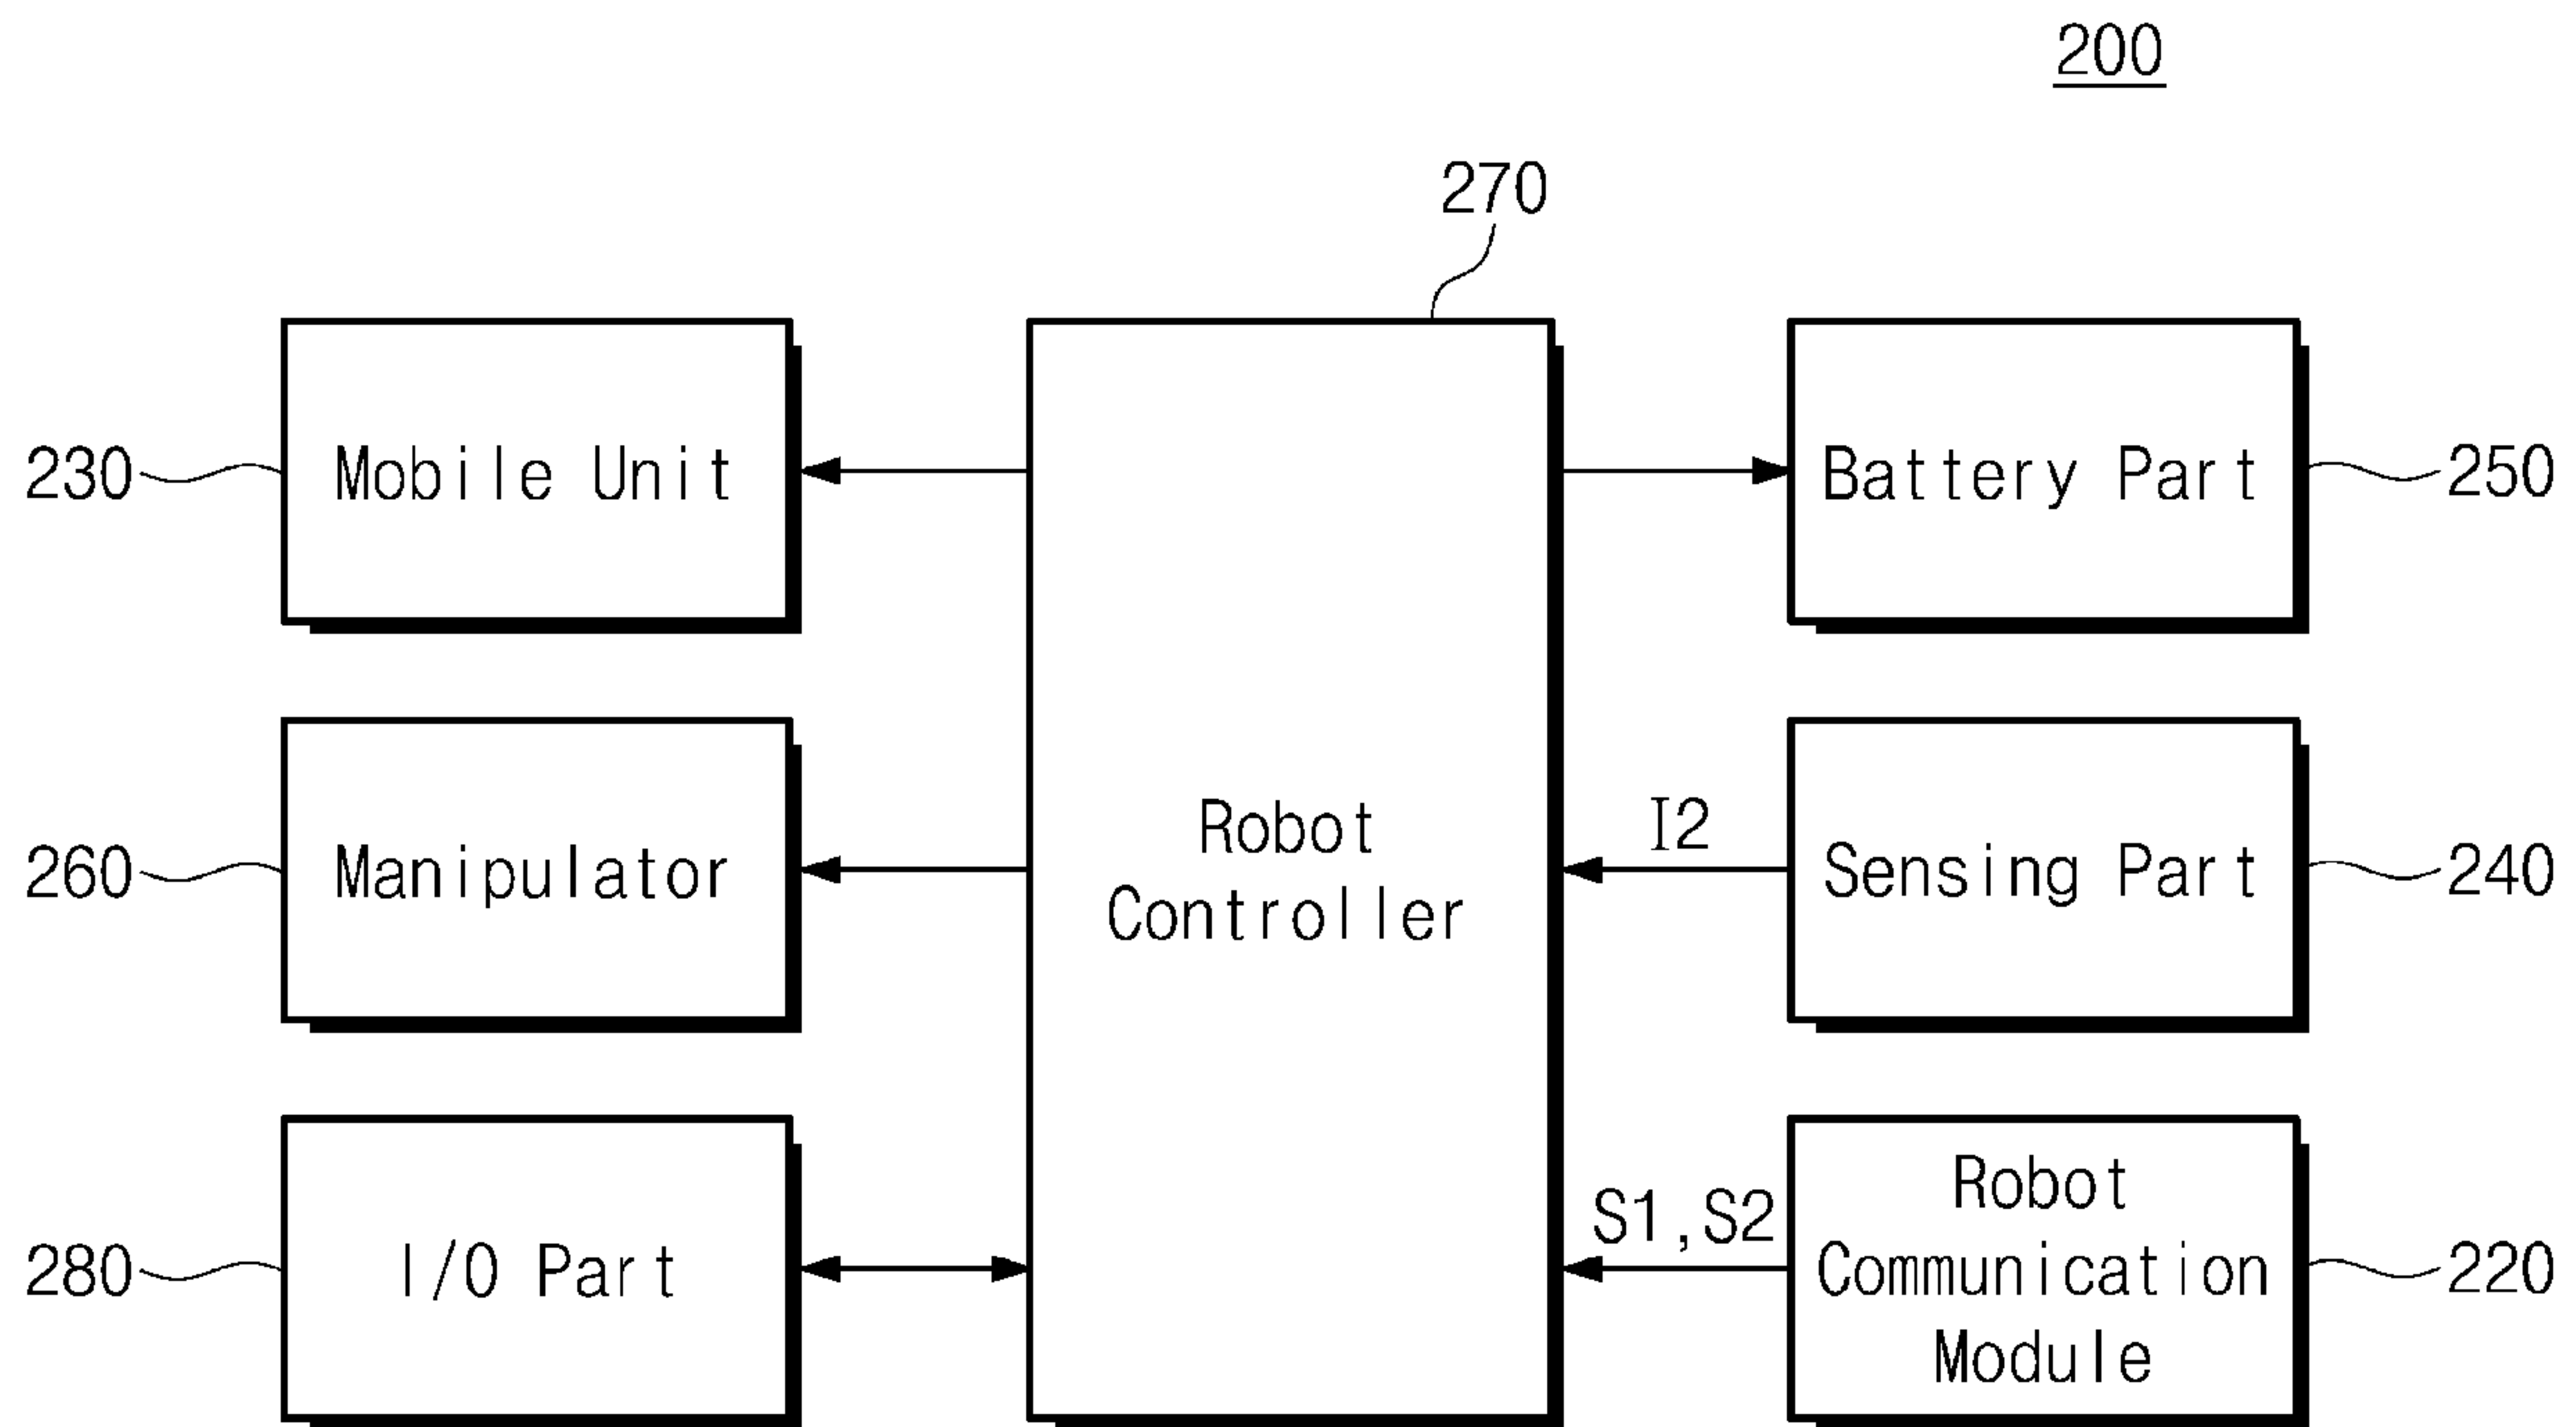 200
270
230
Mobile Unit
Battery Part
250
260
Manipulator
Robot
Controller
I2
Sensing Part
240
280
I/O Part
S1,S2
Robot
Communication
Module
220